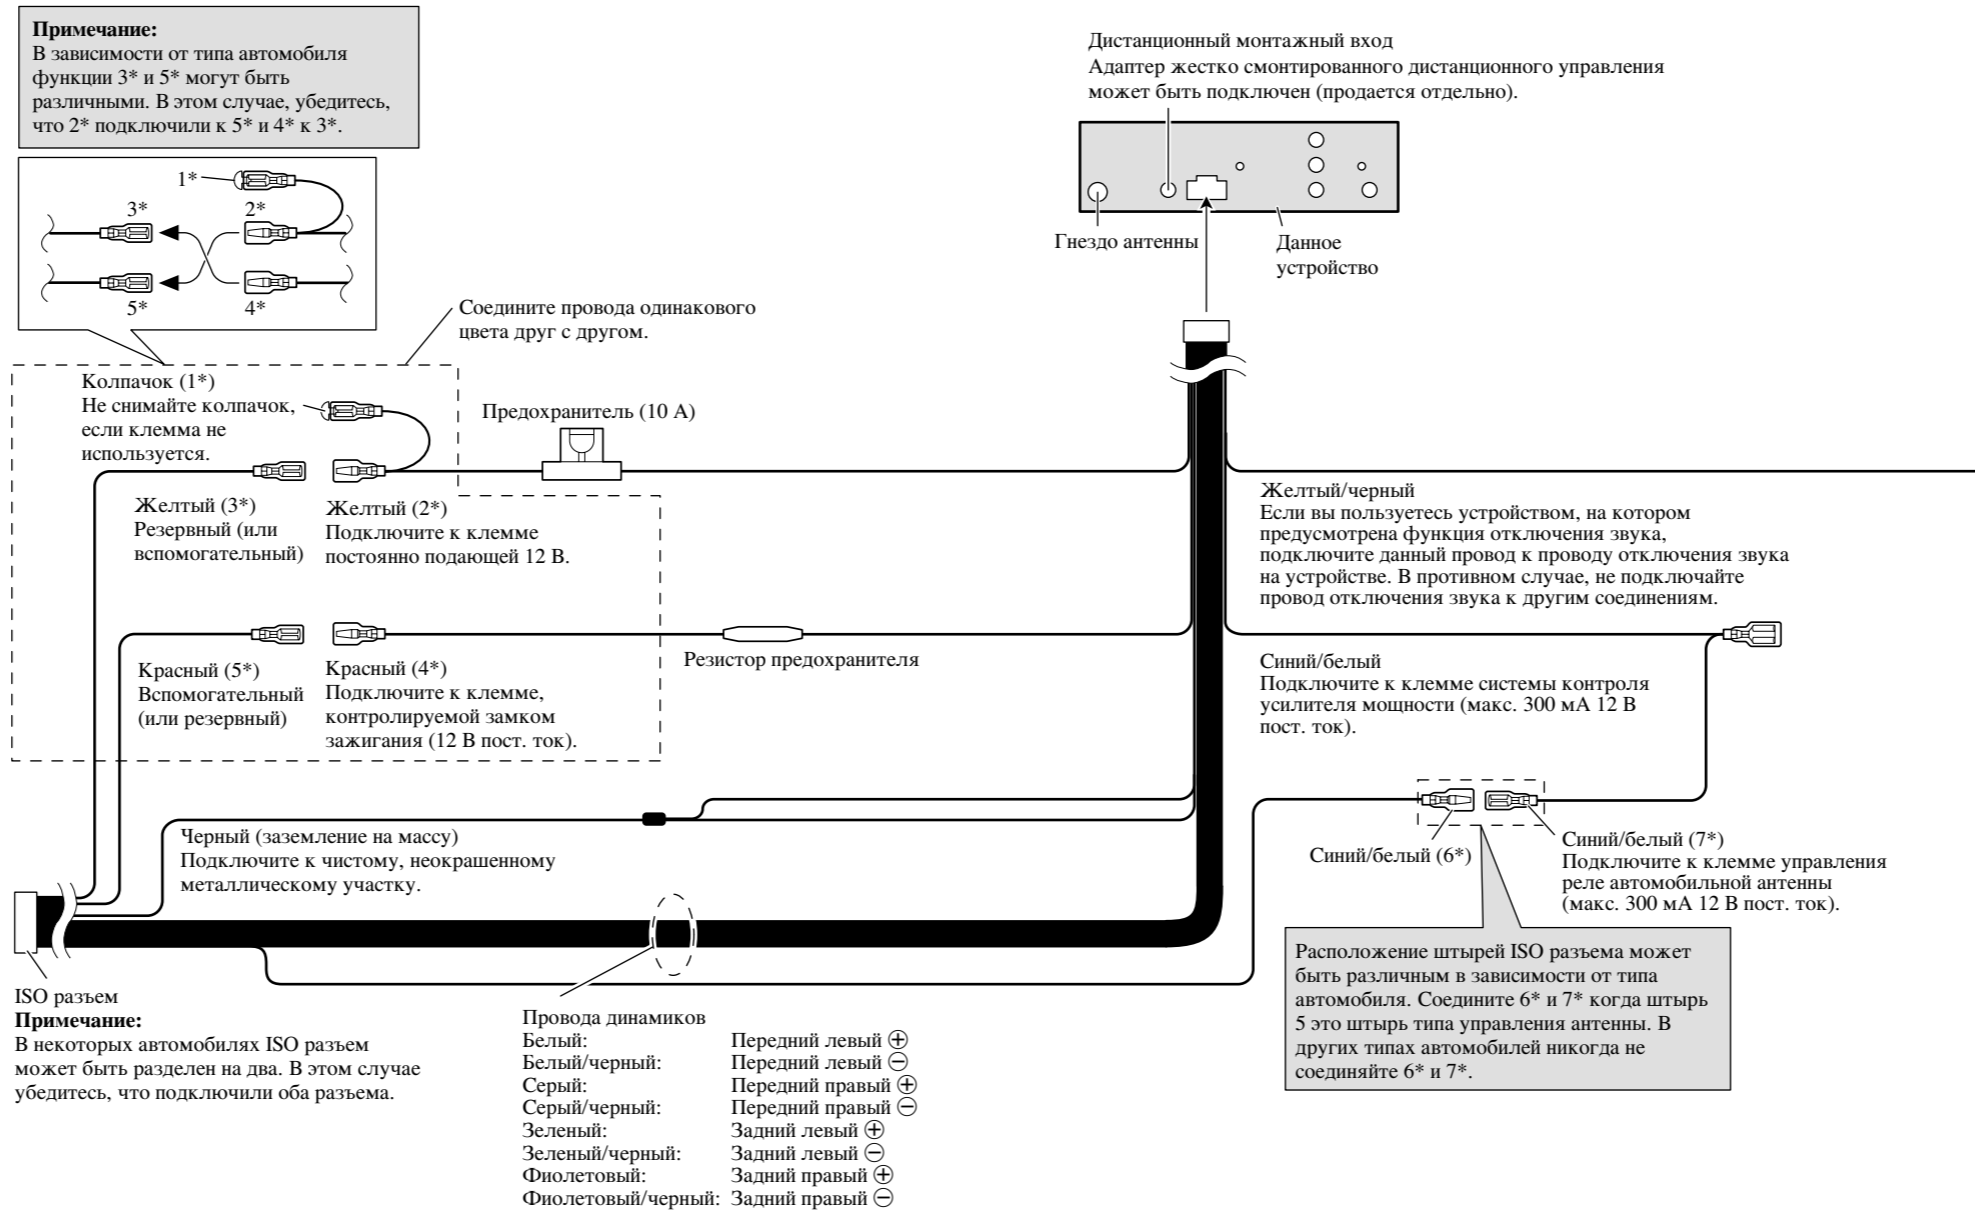 Примечание:
В зависимости от типа автомобиля
функции 3* и 5* могут быть
различными. В этом случае, убедитесь,
что 2* подключили к 5* и 4* к 3*.
1*
3*
2*
5*
4*
Дистанционный монтажный вход
Адаптер жестко смонтированного дистанционного управления
может быть подключен (продается отдельно).
Гнездо антенны
Данное
устройство
Соедините провода одинакового
цвета друг с другом.
Колпачок (1*)
Не снимайте колпачок,
если клемма не
используется.
Предохранитель (10 А)
Желтый (3*)
Резервный (или
вспомогательный)
Желтый (2*)
Подключите к клемме
постоянно подающей 12 В.
Желтый/черный
Если вы пользуетесь устройством, на котором
предусмотрена функция отключения звука,
подключите данный провод к проводу отключения звука
на устройстве. В противном случае, не подключайте
провод отключения звука к другим соединениям.
Красный (5*)
Вспомогательный
(или резервный)
Красный (4*)
Подключите к клемме,
контролируемой замком
зажигания (12 В пост. ток).
Резистор предохранителя
Синий/белый
Подключите к клемме системы контроля
усилителя мощности (макс. 300 мА 12 В
пост. ток).
Черный (заземление на массу)
Подключите к чистому, неокрашенному
металлическому участку.
Синий/белый (6*)
Синий/белый (7*)
Подключите к клемме управления
реле автомобильной антенны
(макс. 300 мА 12 В пост. ток).
Расположение штырей ISO разъема может
быть различным в зависимости от типа
автомобиля. Соедините 6* и 7* когда штырь
5 это штырь типа управления антенны. В
других типах автомобилей никогда не
соединяйте 6* и 7*.
ISO разъем
Примечание:
В некоторых автомобилях ISO разъем
может быть разделен на два. В этом случае
убедитесь, что подключили оба разъема.
Провода динамиков
Белый: Передний левый ⊕
Белый/черный: Передний левый ⊖
Серый: Передний правый ⊕
Серый/черный: Передний правый ⊖
Зеленый: Задний левый ⊕
Зеленый/черный: Задний левый ⊖
Фиолетовый: Задний правый ⊕
Фиолетовый/черный: Задний правый ⊖